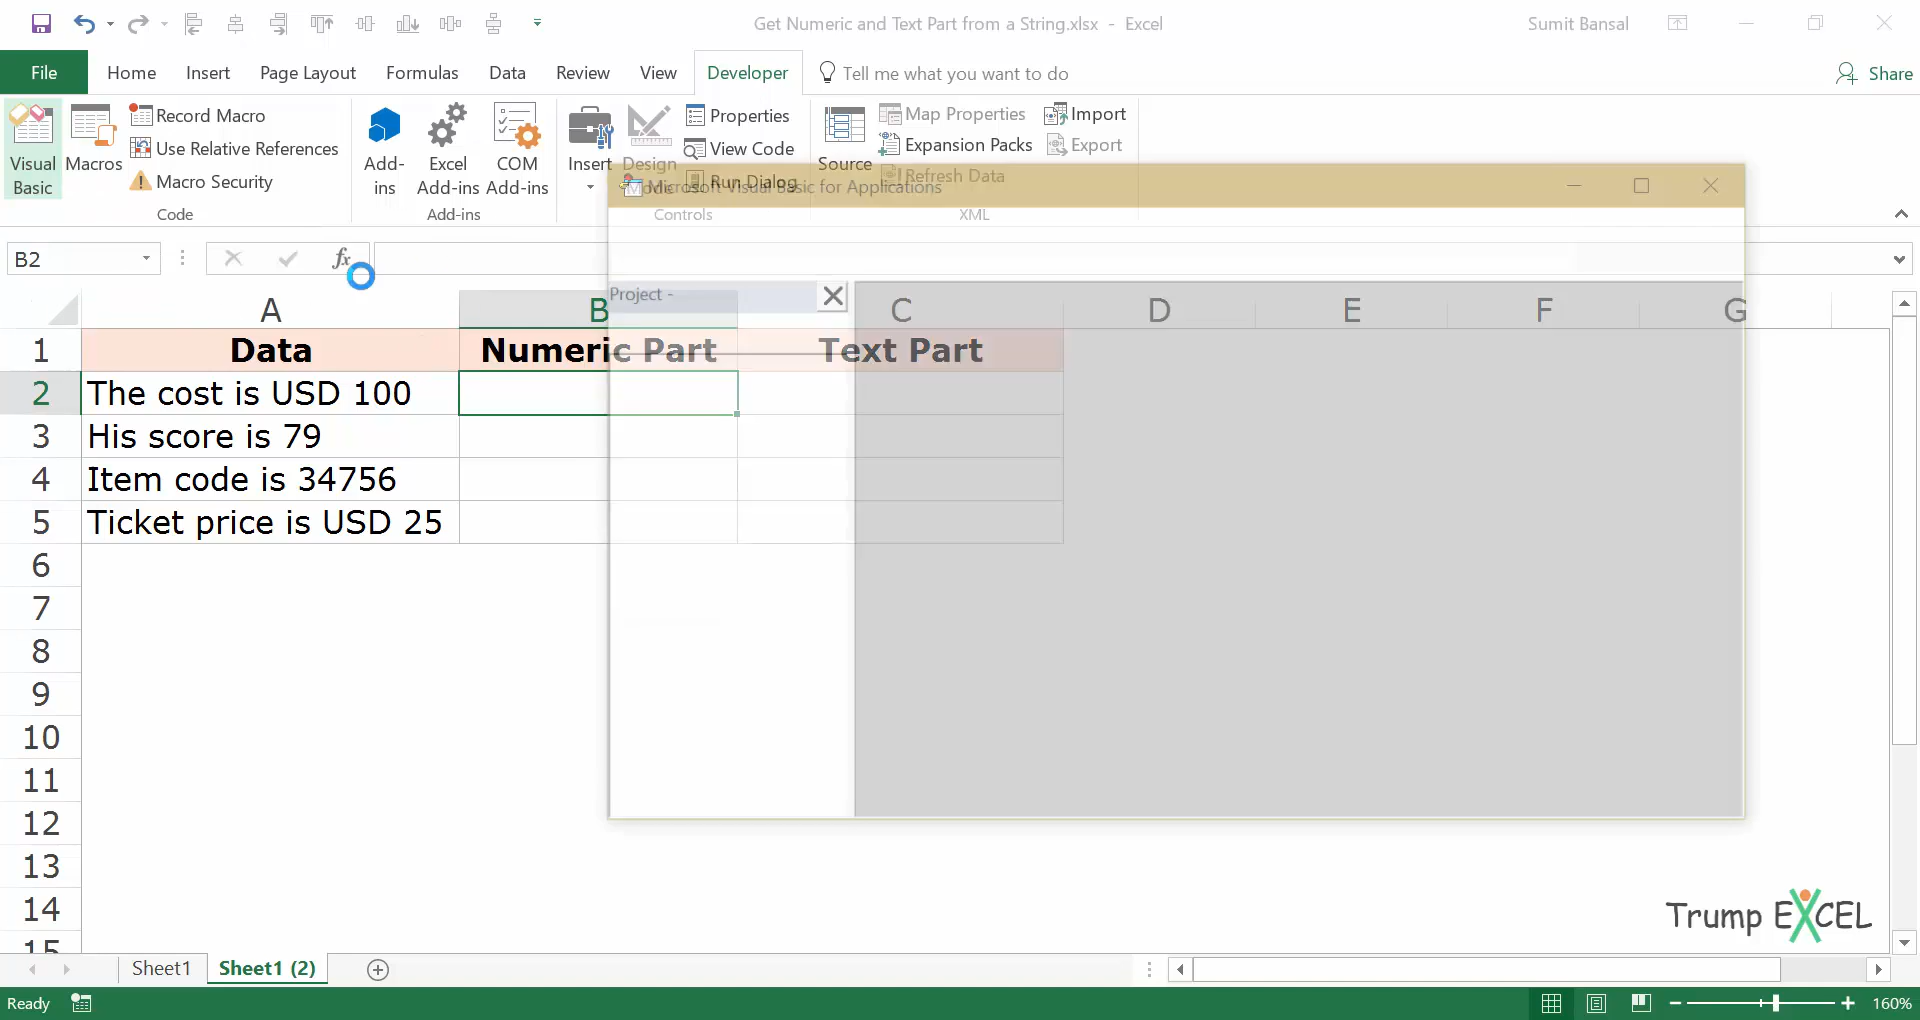 Get Numeric and Text Part from a String.xlsx - Excel
Sumit Bansal
File Home Insert Page Layout Formulas Data Review View Developer Tell me what you want to do Share
Visual Basic
Macros
Record Macro
Use Relative References
Macro Security
Code
Add-ins
Excel Add-ins
COM Add-ins
Add-ins
Insert
Design
Mode
Properties
View Code
Run Dialog
Controls
Source
Map Properties
Expansion Packs
Refresh Data
Import
Export
XML
Microsoft Visual Basic for Applications
B2
fx
Project -
A B C D E F G
1 Data Numeric Part Text Part
2 The cost is USD 100
3 His score is 79
4 Item code is 34756
5 Ticket price is USD 25
6
7
8
9
10
11
12
13
14
15
Trump EXCEL
Sheet1 Sheet1 (2)
Ready
160%